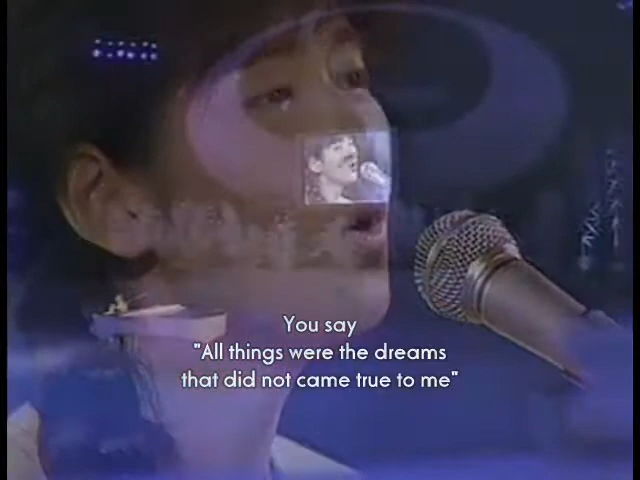 You say
"All things were the dreams
that did not came true to me"